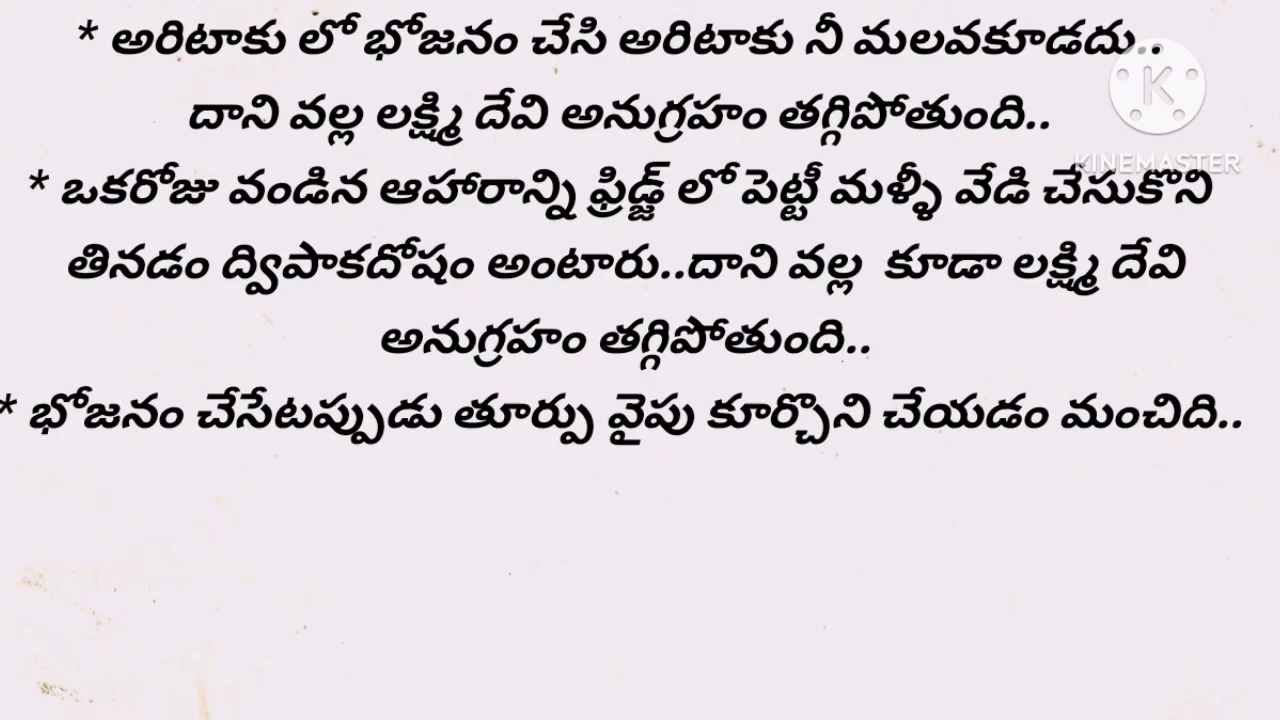 * అరిటాకు లో భోజనం చేసి అరిటాకు నీ మలవకూడదు..
దాని వల్ల లక్ష్మి దేవి అనుగ్రహం తగ్గిపోతుంది..
* ఒకరోజు వండిన ఆహారాన్ని ఫ్రిడ్జ్ లో పెట్టీ మళ్ళీ వేడి చేసుకొని
తినడం ద్విపాకదోషం అంటారు..దాని వల్ల కూడా లక్ష్మి దేవి
అనుగ్రహం తగ్గిపోతుంది..
* భోజనం చేసేటప్పుడు తూర్పు వైపు కూర్చొని చేయడం మంచిది..
K
KINEMASTER